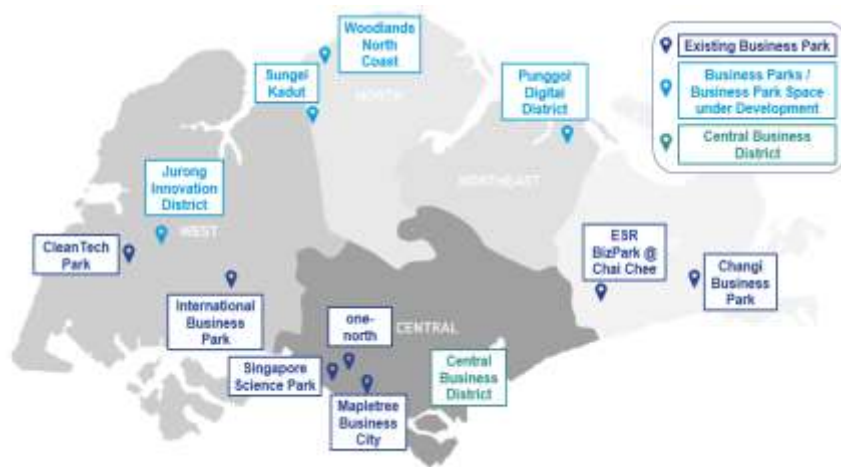 Woodlands
North
Coast
Sungei
Kadut
NORTH
Punggol
Digital
District
Existing Business Park
Business Parks /
Business Park Space
under Development
Central Business
District
Jurong
Innovation
District
NORTHEAST
WEST
CleanTech
Park
ESR
BizPark @
Chai Chee
Changi
Business
Park
International
Business
Park
one-
north
CENTRAL
Singapore
Science Park
Central
Business
District
Mapletree
Business
City